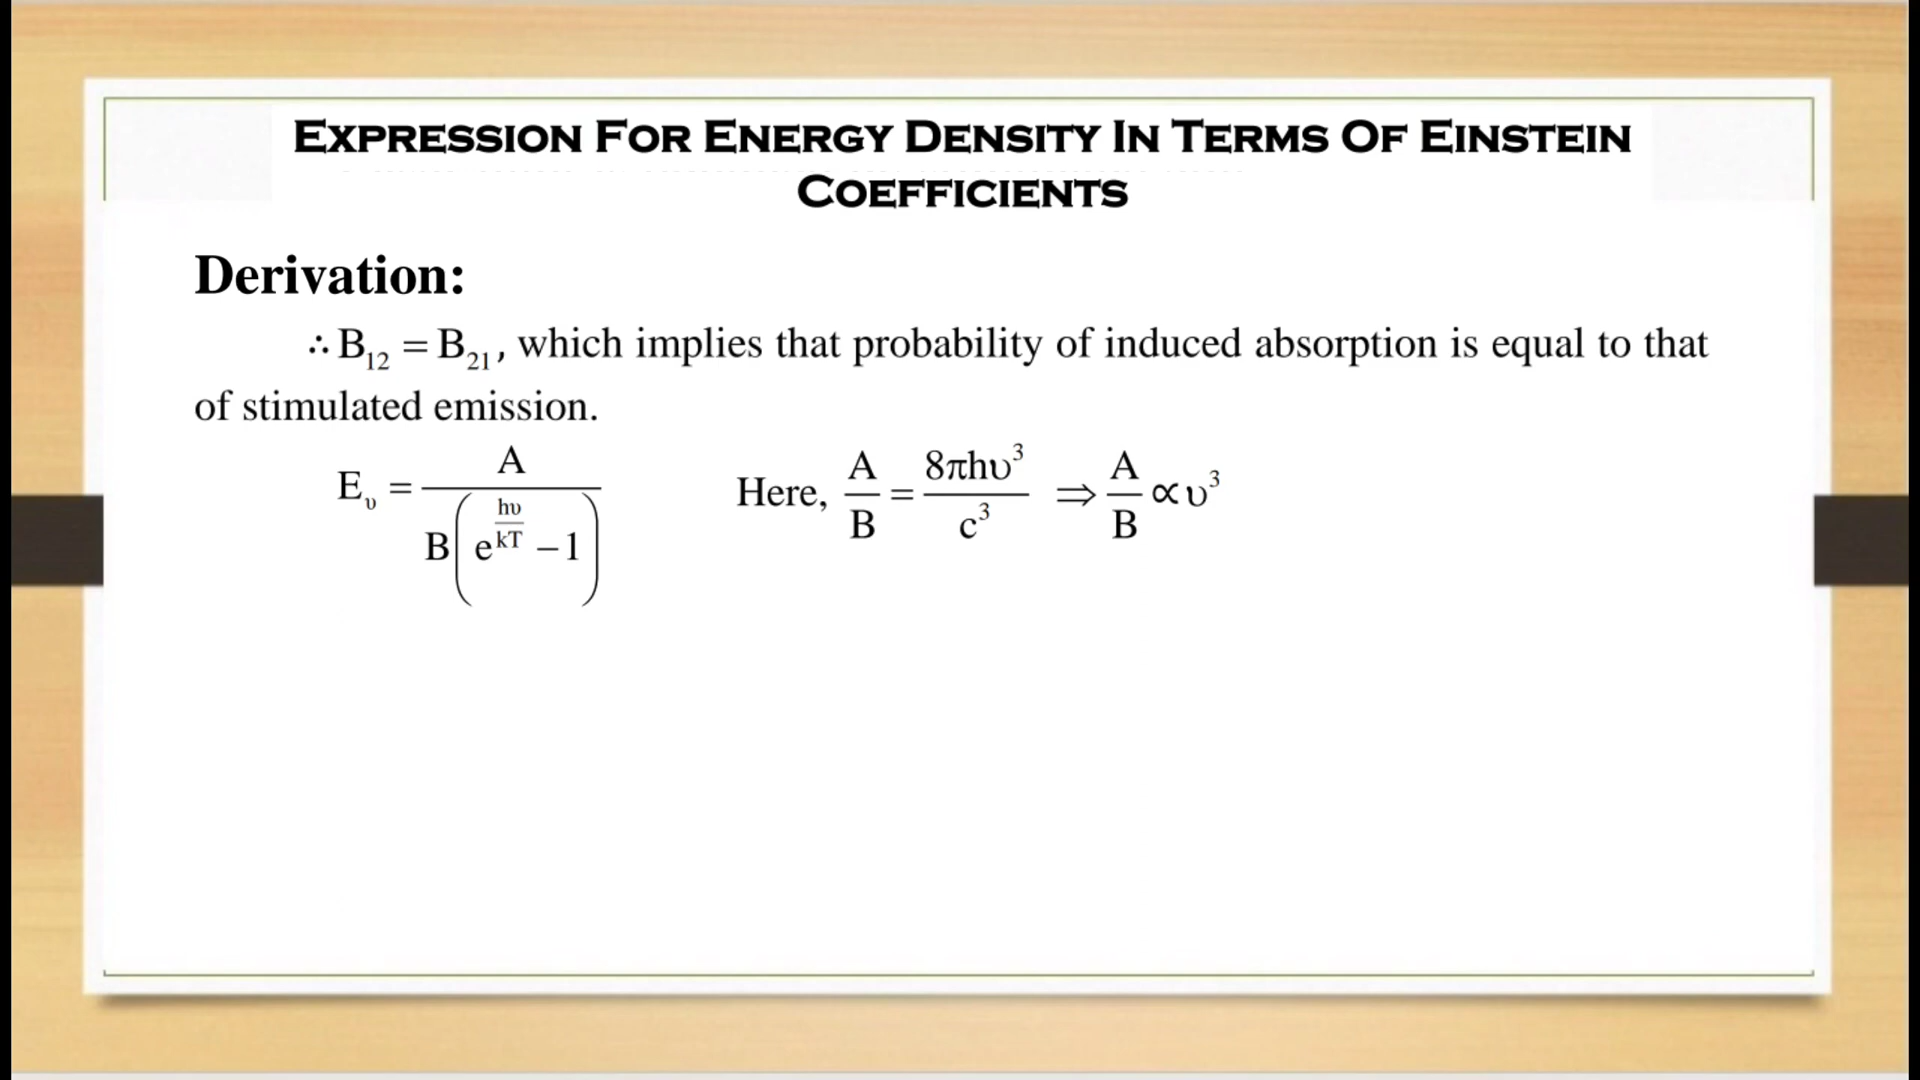 EXPRESSION FOR ENERGY DENSITY IN TERMS OF EINSTEIN
COEFFICIENTS
Derivation:
∴ B₁₂ = B₂₁, which implies that probability of induced absorption is equal to that
of stimulated emission.
E_υ = A / B(e^(hυ/kT) − 1) Here, A/B = 8πhυ³/c³ ⇒ A/B ∝ υ³